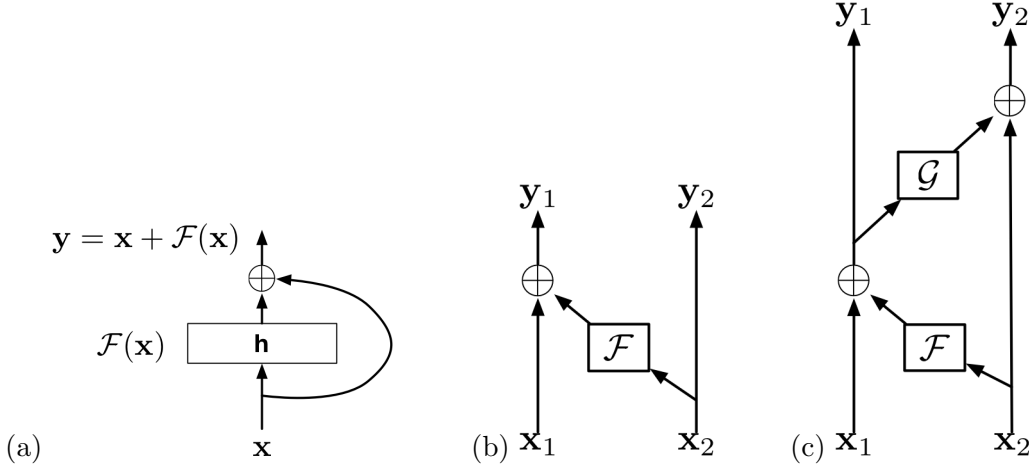 (a)
y = x + F(x)
F(x)
h
x
(b)
y₁
y₂
F
x₁
x₂
(c)
y₁
y₂
G
F
x₁
x₂